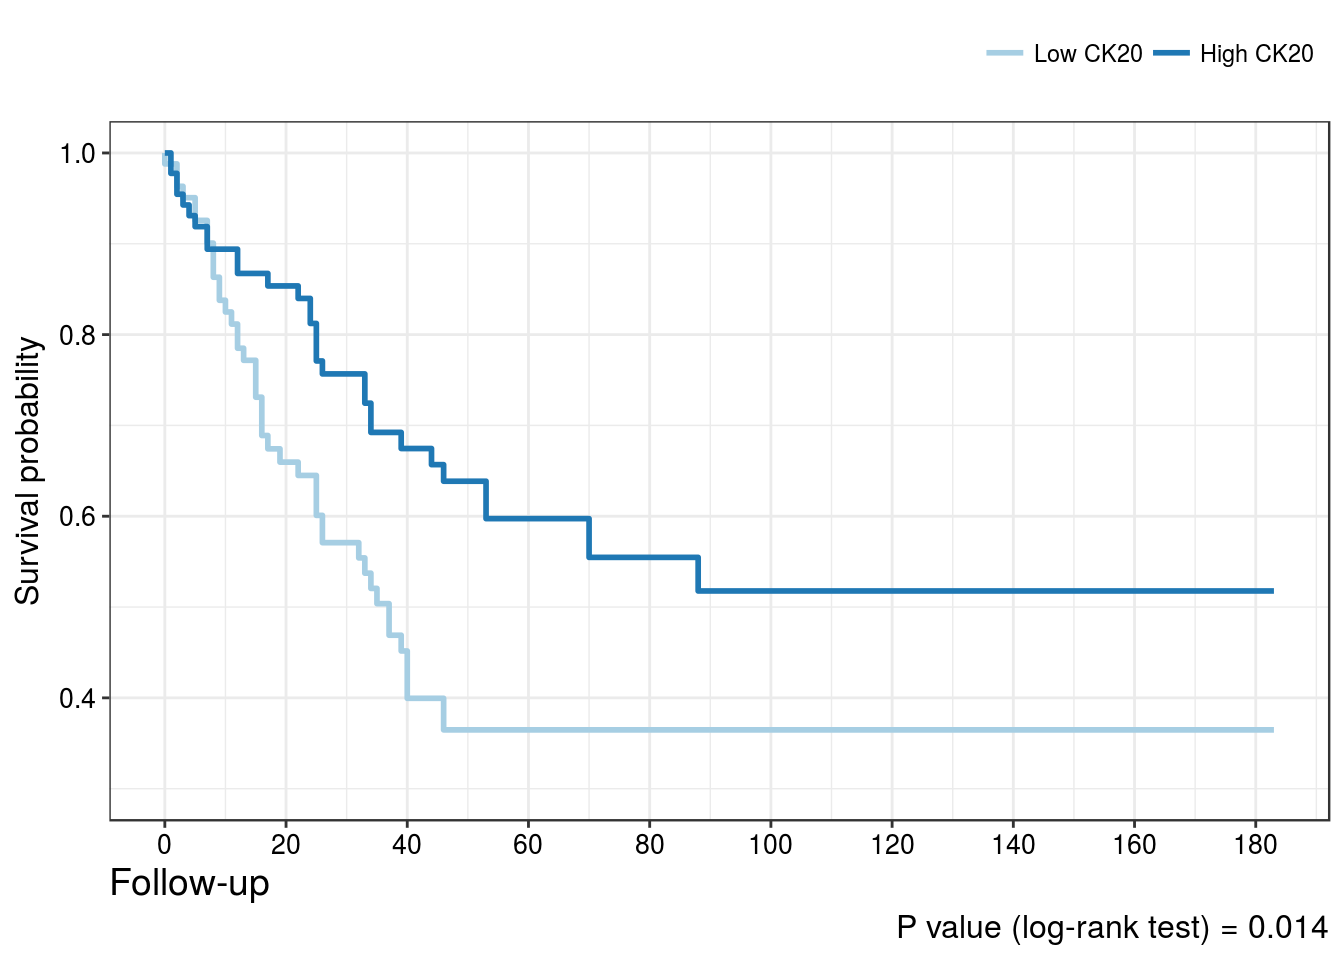 Low CK20 High CK20
1.0
0.8
0.6
0.4
Survival probability
0 20 40 60 80 100 120 140 160 180
Follow-up
P value (log-rank test) = 0.014